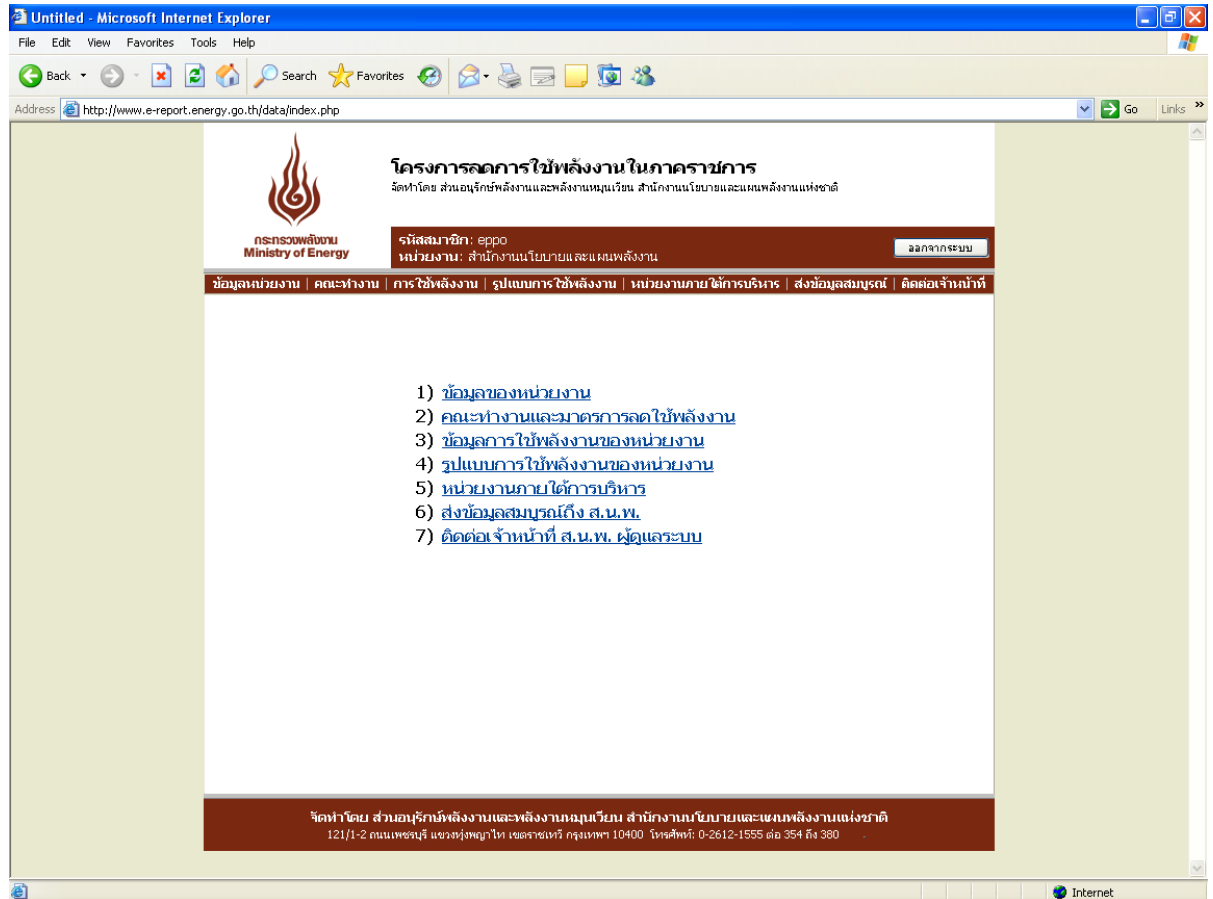 Untitled - Microsoft Internet Explorer
File Edit View Favorites Tools Help
Back Search Favorites
Address http://www.e-report.energy.go.th/data/index.php Go Links »
โครงการลดการใช้พลังงานในภาคราชการ
จัดทำโดย ส่วนอนุรักษ์พลังงานและพลังงานหมุนเวียน สำนักงานนโยบายและแผนพลังงานแห่งชาติ
กระทรวงพลังงาน
Ministry of Energy
รหัสสมาชิก: eppo
หน่วยงาน: สำนักงานนโยบายและแผนพลังงาน
ออกจากระบบ
ข้อมูลหน่วยงาน | คณะทำงาน | การใช้พลังงาน | รูปแบบการใช้พลังงาน | หน่วยงานภายใต้การบริหาร | ส่งข้อมูลสมบูรณ์ | ติดต่อเจ้าหน้าที่
1) ข้อมูลของหน่วยงาน
2) คณะทำงานและมาตรการลดใช้พลังงาน
3) ข้อมูลการใช้พลังงานของหน่วยงาน
4) รูปแบบการใช้พลังงานของหน่วยงาน
5) หน่วยงานภายใต้การบริหาร
6) ส่งข้อมูลสมบูรณ์ถึง ส.น.พ.
7) ติดต่อเจ้าหน้าที่ ส.น.พ. ผู้ดูแลระบบ
จัดทำโดย ส่วนอนุรักษ์พลังงานและพลังงานหมุนเวียน สำนักงานนโยบายและแผนพลังงานแห่งชาติ
121/1-2 ถนนเพชรบุรี แขวงทุ่งพญาไท เขตราชเทวี กรุงเทพฯ 10400 โทรศัพท์: 0-2612-1555 ต่อ 354 ถึง 380
Internet